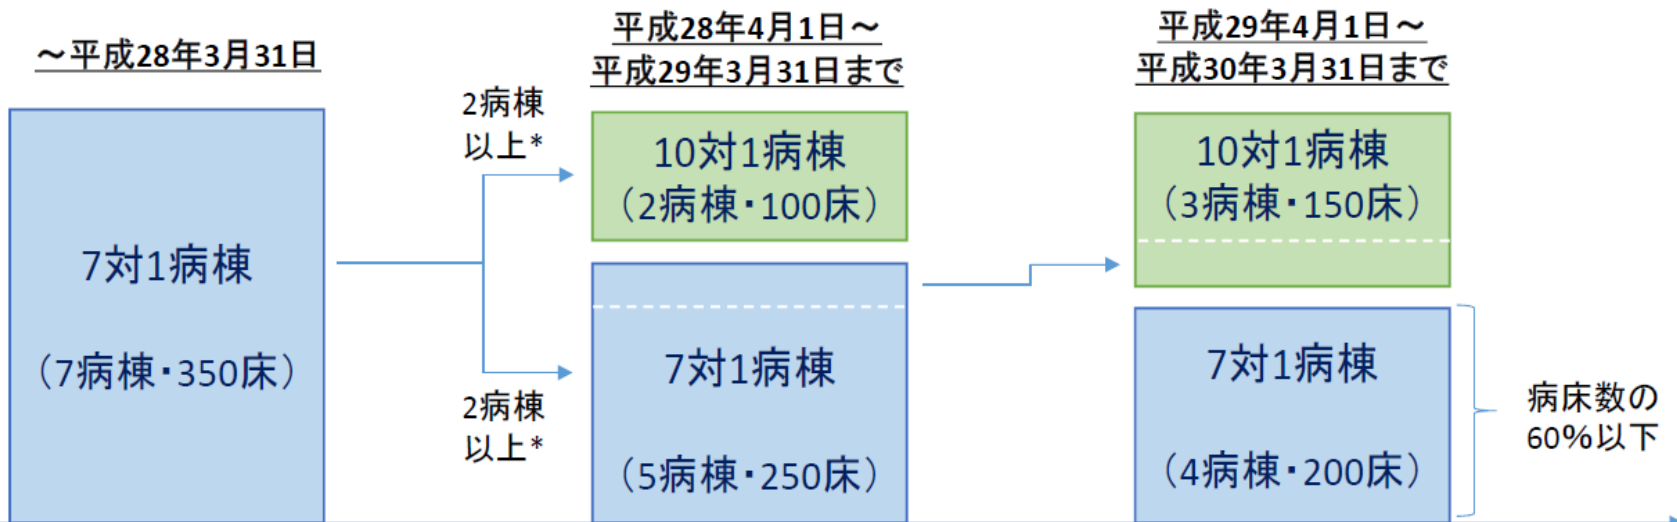 ~平成28年3月31日
7対1病棟
（7病棟・350床）
2病棟
以上*
2病棟
以上*
平成28年4月1日～
平成29年3月31日まで
10対1病棟
（2病棟・100床）
7対1病棟
（5病棟・250床）
平成29年4月1日～
平成30年3月31日まで
10対1病棟
（3病棟・150床）
7対1病棟
（4病棟・200床）
病床数の
60%以下